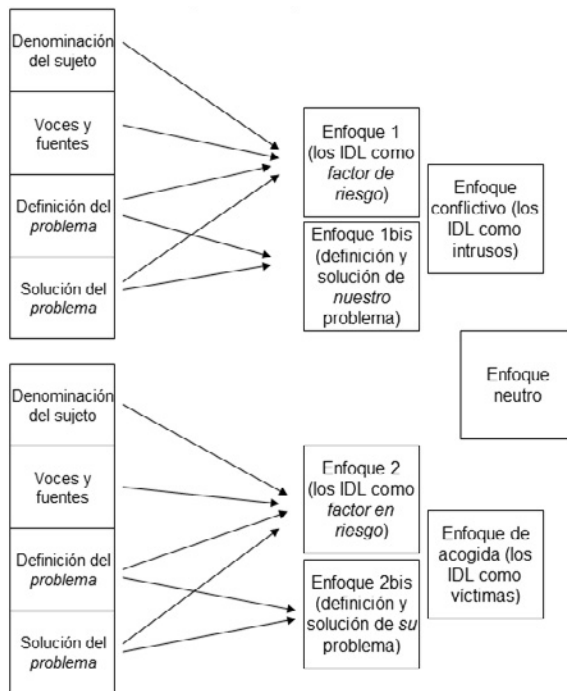 Denominación
del sujeto
Voces y
fuentes
Definición del
problema
Solución del
problema
Enfoque 1
(los IDL como
factor de
riesgo)
Enfoque 1bis
(definición y
solución de
nuestro
problema)
Enfoque
conflictivo (los
IDL como
intrusos)
Enfoque
neutro
Denominación
del sujeto
Voces y
fuentes
Definición del
problema
Solución del
problema
Enfoque 2
(los IDL como
factor en
riesgo)
Enfoque 2bis
(definición y
solución de su
problema)
Enfoque de
acogida (los
IDL como
víctimas)